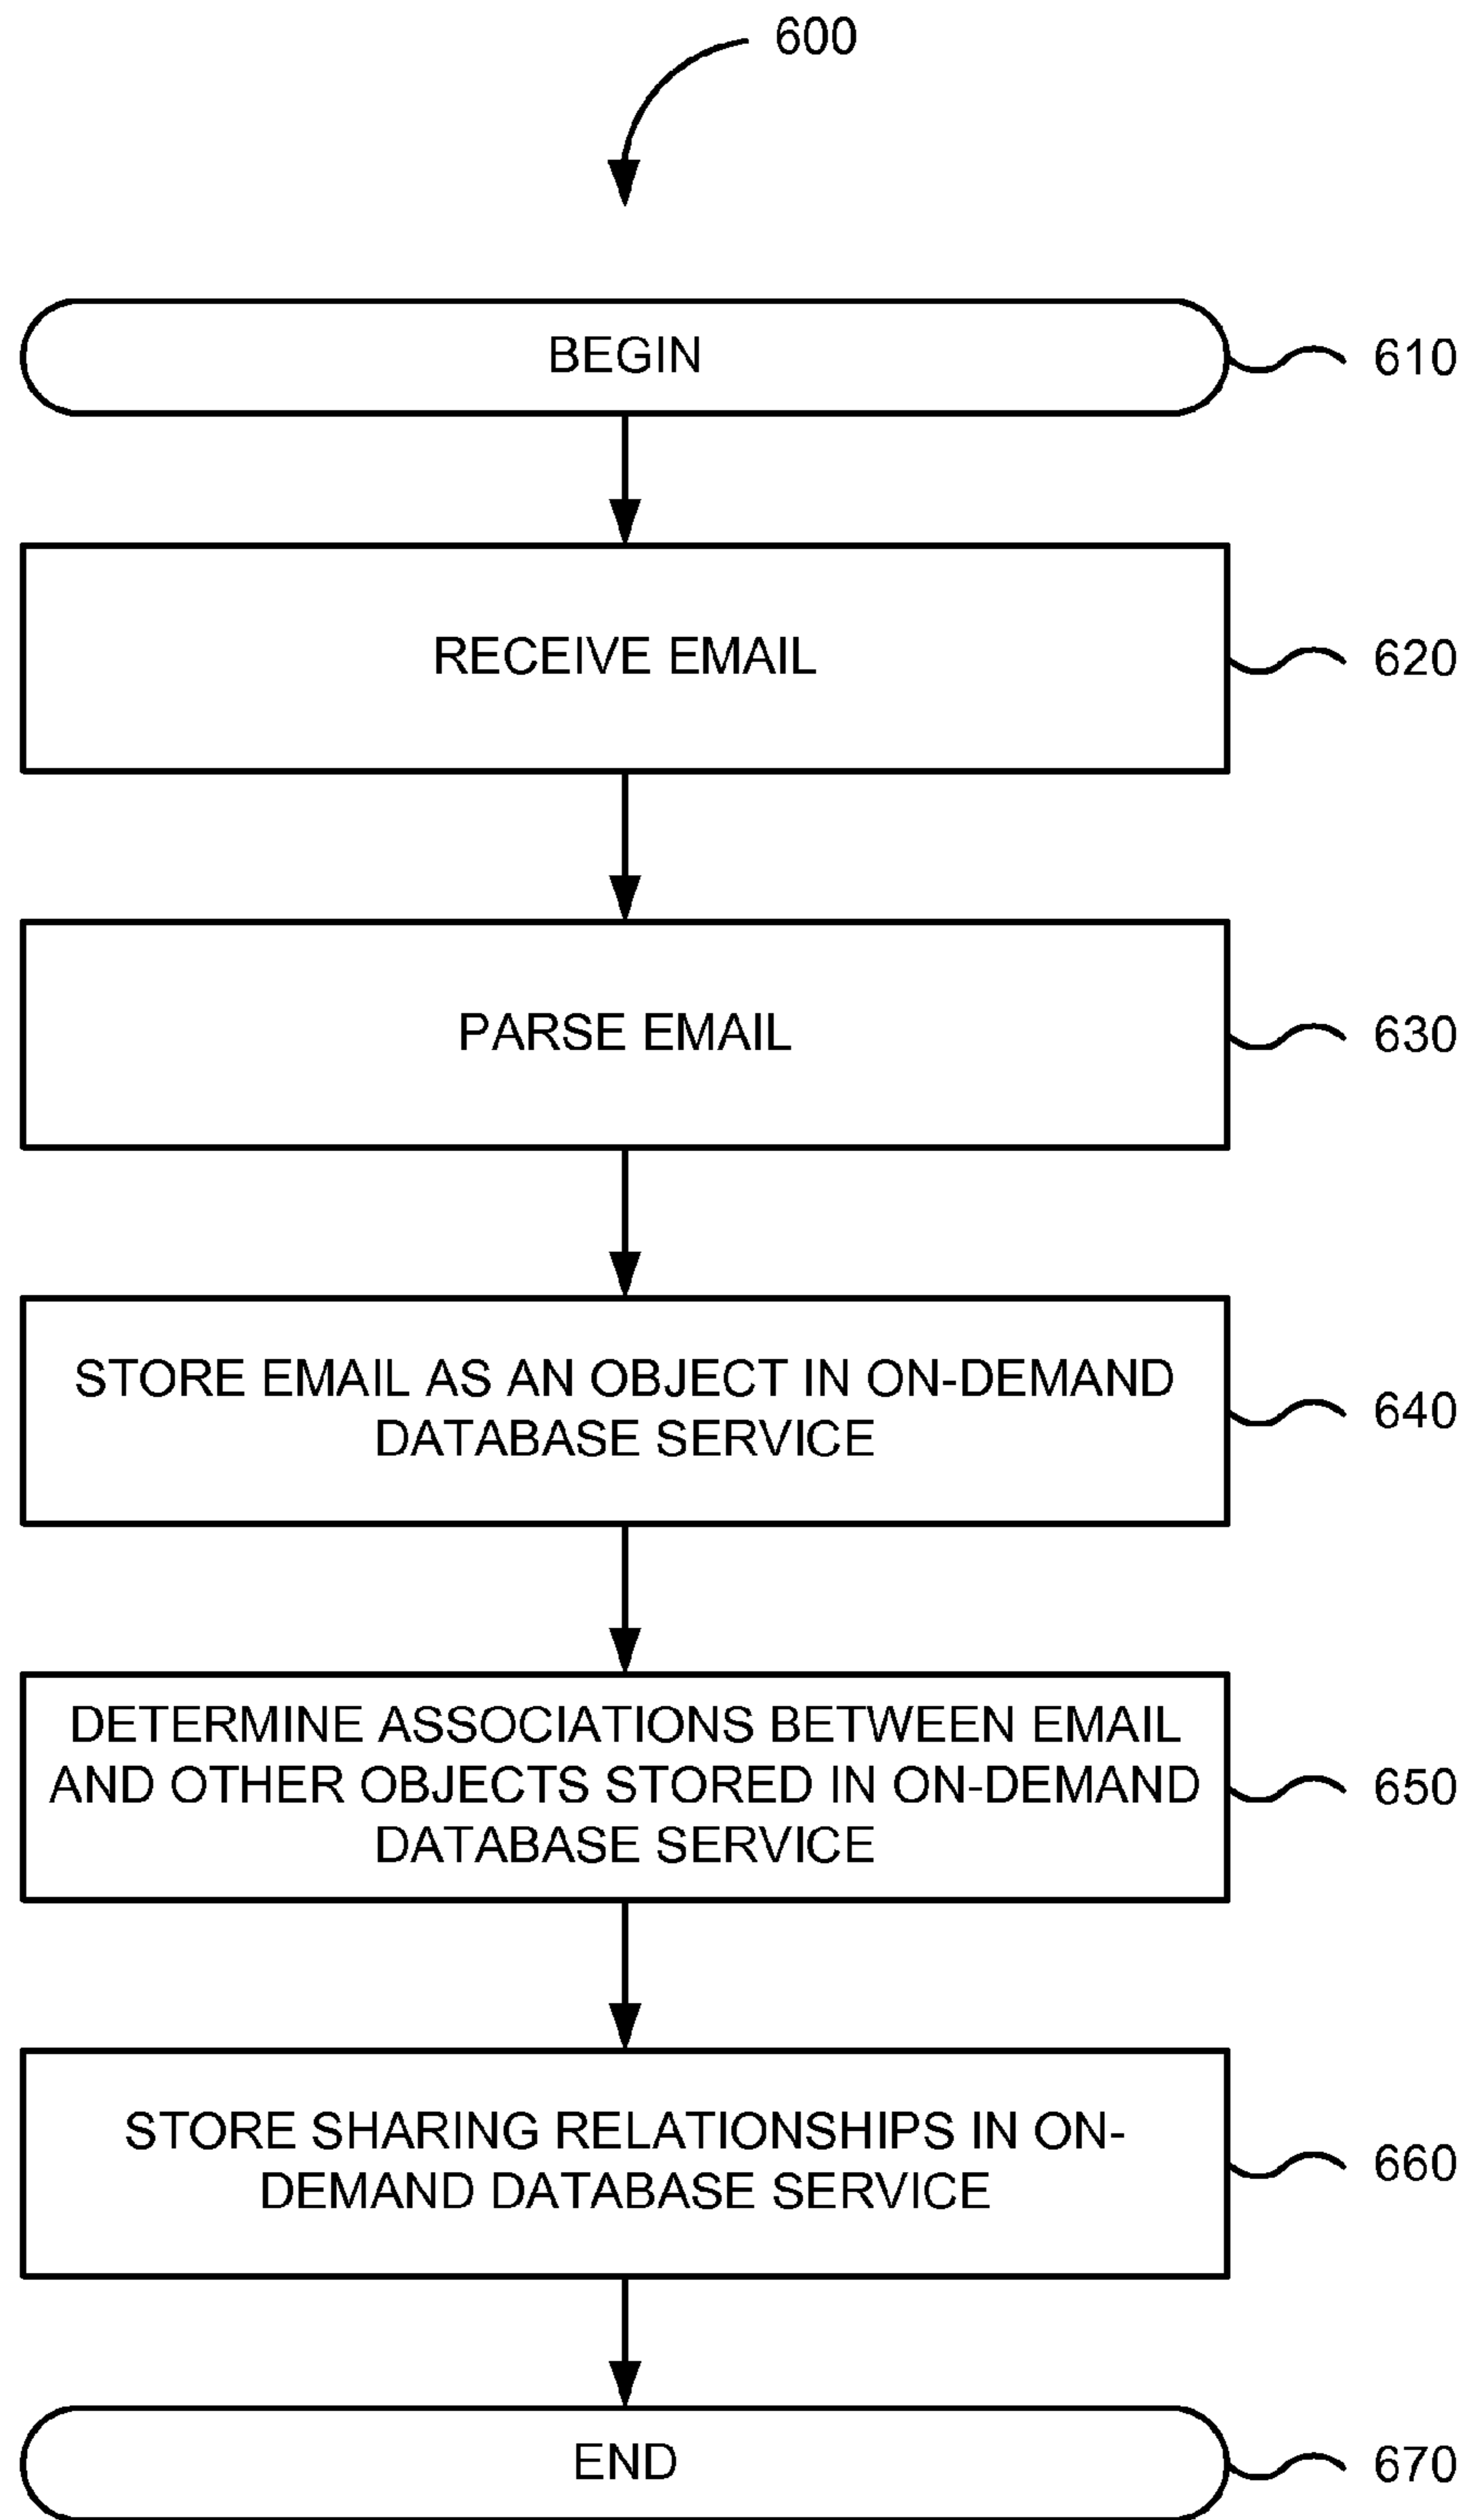 600
BEGIN
610
RECEIVE EMAIL
620
PARSE EMAIL
630
STORE EMAIL AS AN OBJECT IN ON-DEMAND
DATABASE SERVICE
640
DETERMINE ASSOCIATIONS BETWEEN EMAIL
AND OTHER OBJECTS STORED IN ON-DEMAND
DATABASE SERVICE
650
STORE SHARING RELATIONSHIPS IN ON-
DEMAND DATABASE SERVICE
660
END
670